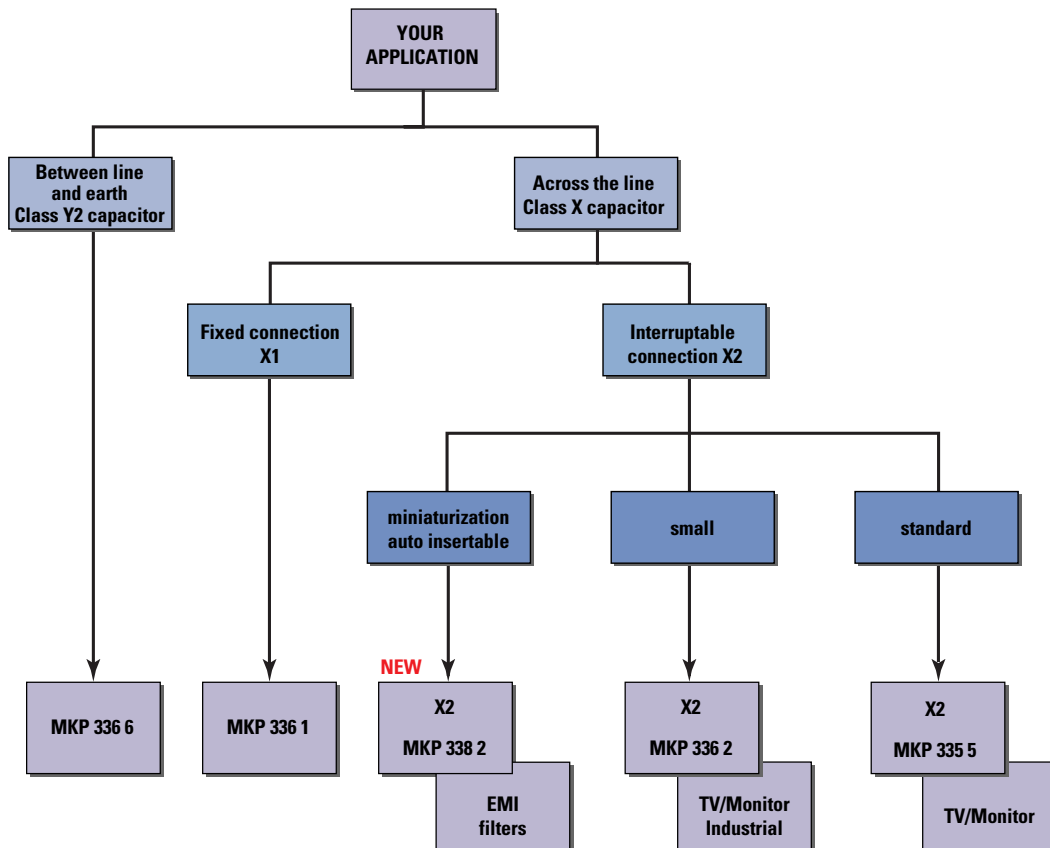 YOUR
APPLICATION
Between line
and earth
Class Y2 capacitor
Across the line
Class X capacitor
Fixed connection
X1
Interruptable
connection X2
miniaturization
auto insertable
small
standard
NEW
MKP 336 6
MKP 336 1
X2
MKP 338 2
X2
MKP 336 2
X2
MKP 335 5
EMI
filters
TV/Monitor
Industrial
TV/Monitor